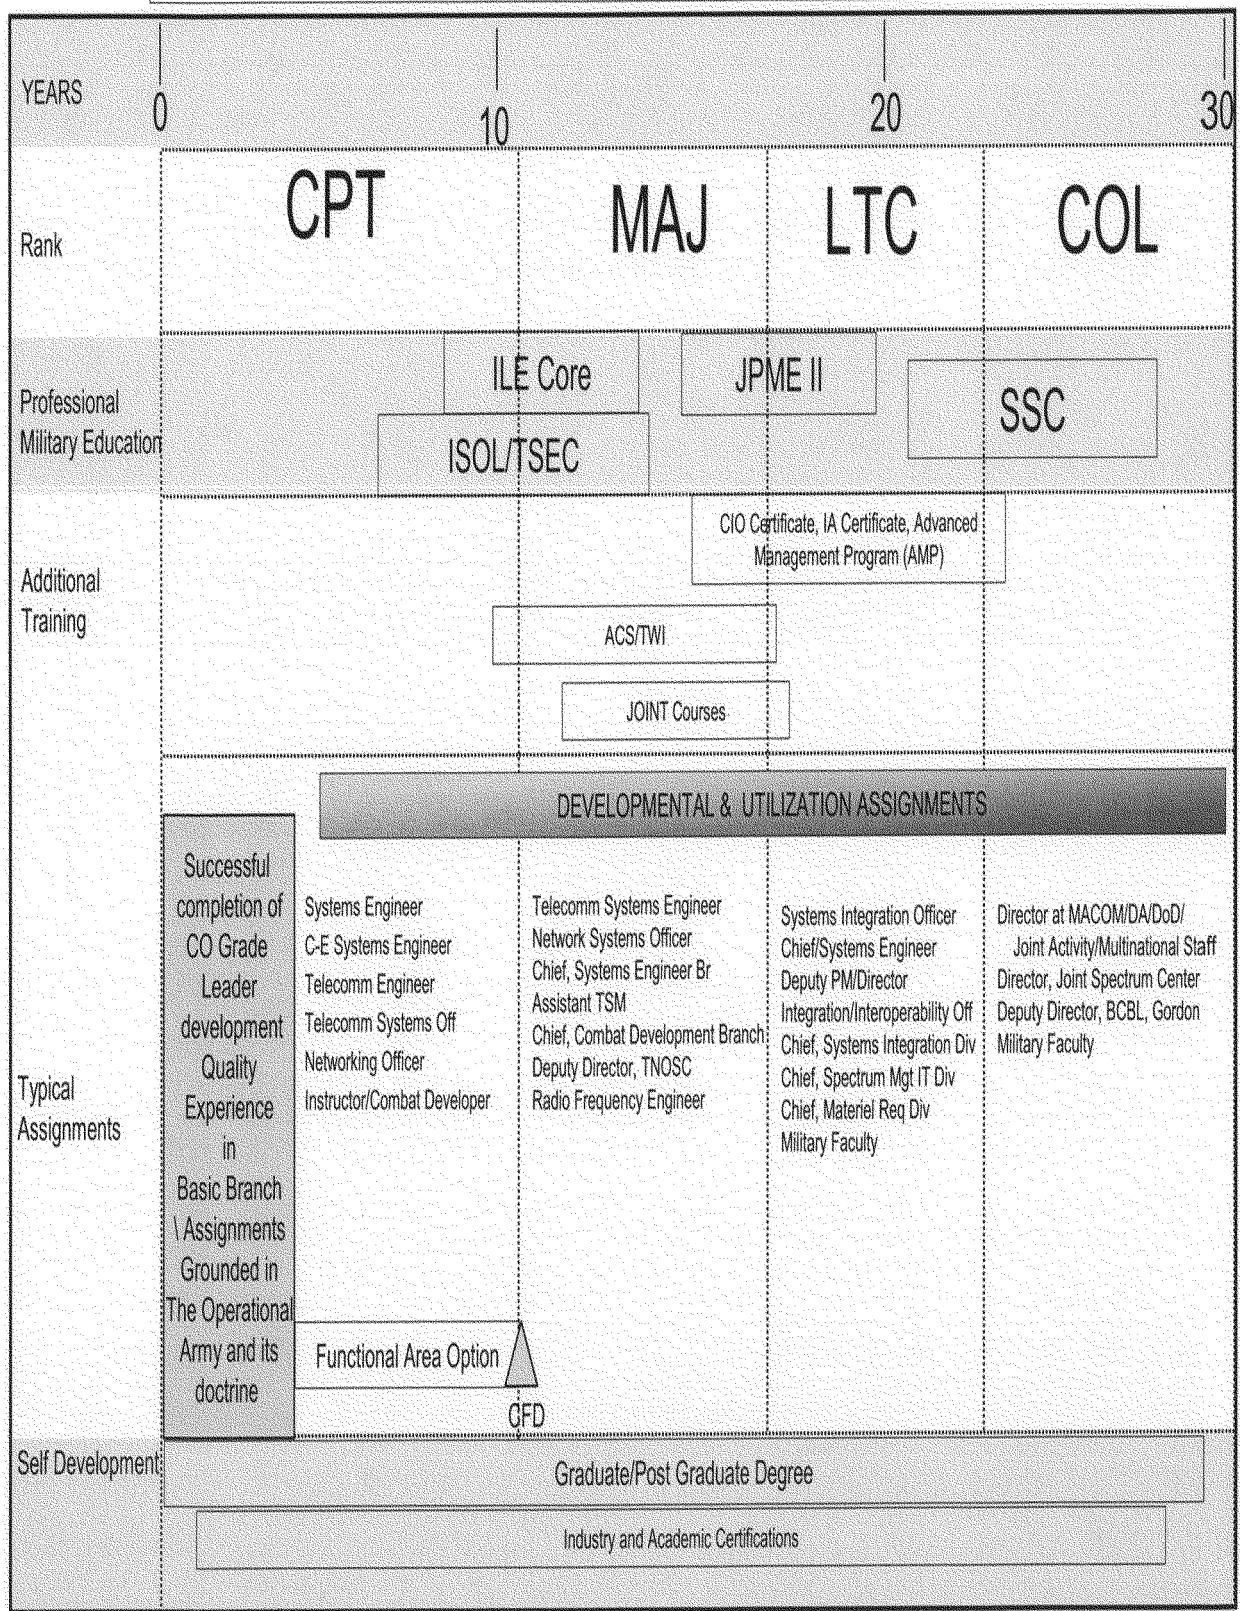 YEARS
0
10
20
30
Rank
CPT
MAJ
LTC
COL
Professional
Military Education
ILE Core
JPME II
SSC
ISOL/TSEC
Additional
Training
CIO Certificate, IA Certificate, Advanced
Management Program (AMP)
ACS/TWI
JOINT Courses
Typical
Assignments
DEVELOPMENTAL & UTILIZATION ASSIGNMENTS
Successful
completion of
CO Grade
Leader
development
Quality
Experience
in
Basic Branch
\ Assignments
Grounded in
The Operational
Army and its
doctrine
Systems Engineer
C-E Systems Engineer
Telecomm Engineer
Telecomm Systems Off
Networking Officer
Instructor/Combat Developer
Telecomm Systems Engineer
Network Systems Officer
Chief, Systems Engineer Br
Assistant TSM
Chief, Combat Development Branch
Deputy Director, TNOSC
Radio Frequency Engineer
Systems Integration Officer
Chief/Systems Engineer
Deputy PM/Director
Integration/Interoperability Off
Chief, Systems Integration Div
Chief, Spectrum Mgt IT Div
Chief, Materiel Req Div
Military Faculty
Director at MACOM/DA/DoD/
Joint Activity/Multinational Staff
Director, Joint Spectrum Center
Deputy Director, BCBL, Gordon
Military Faculty
Functional Area Option
CFD
Self Development
Graduate/Post Graduate Degree
Industry and Academic Certifications